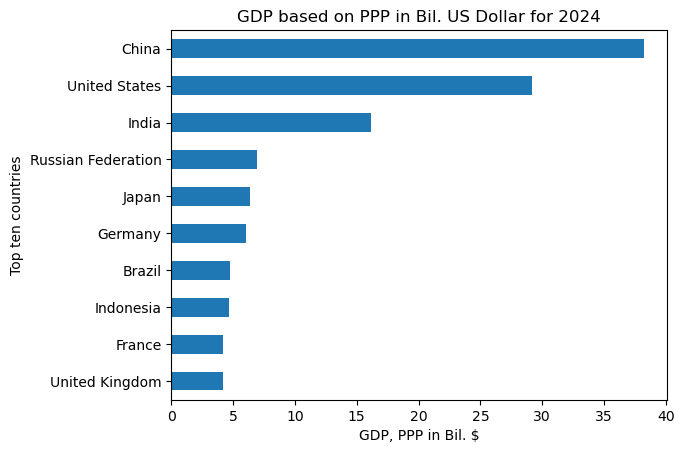 GDP based on PPP in Bil. US Dollar for 2024
Top ten countries
China
United States
India
Russian Federation
Japan
Germany
Brazil
Indonesia
France
United Kingdom
0 5 10 15 20 25 30 35 40
GDP, PPP in Bil. $